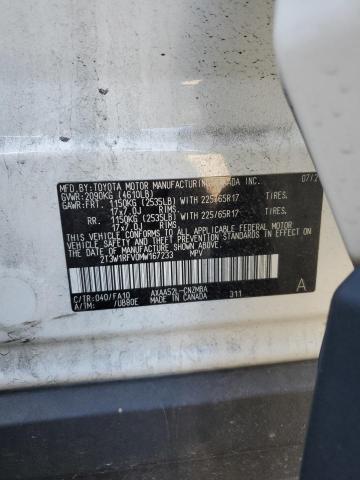 MFD.BY:TOYOTA MOTOR MANUFACTURING CANADA INC. 07/2
GVWR:2090KG (4610LB)
GAWR:FRT. 1150KG (2535LB) WITH 225/65R17 TIRES,
17x7.0J RIMS,
RR. 1150KG (2535LB) WITH 225/65R17 TIRES,
17x7.0J RIMS,
THIS VEHICLE CONFORMS TO ALL APPLICABLE FEDERAL MOTOR
VEHICLE SAFETY STANDARDS IN EFFECT ON
THE DATE OF MANUFACTURE SHOWN ABOVE.
2T3W1RFV0MW167233 MPV
C/TR:040/FA10 AXAA52L-CNZMBA
A/TM: /UB80E MADE IN CANADA 311
A